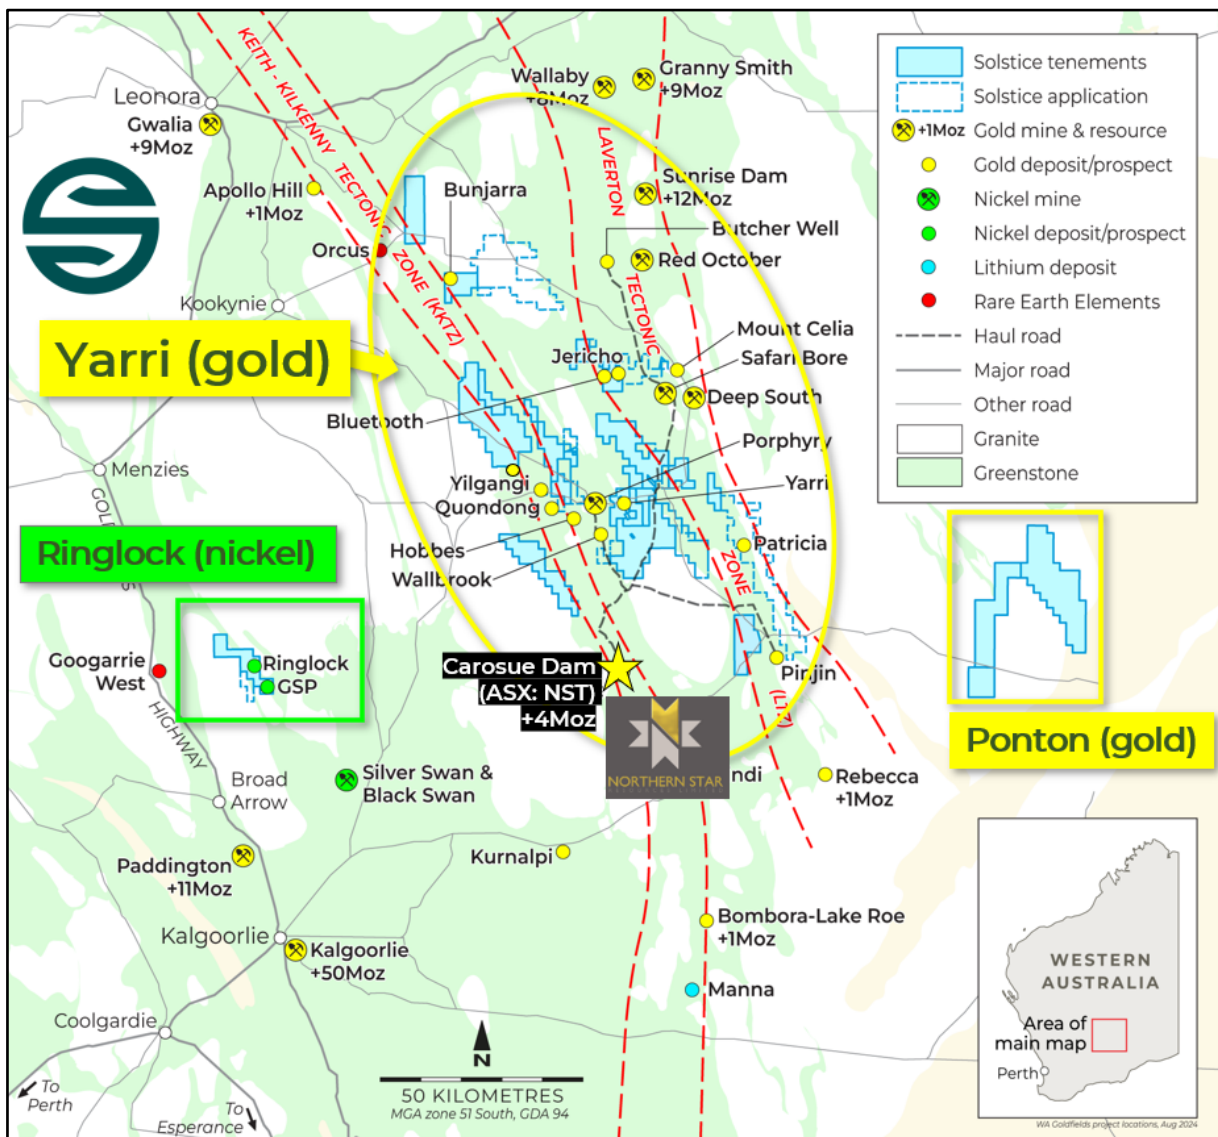 KEITH - KILKENNY TECTONIC ZONE (KKTZ)
Leonora
Gwalia
+9Moz
Apollo Hill
+1Moz
Orcus
Kookynie
Bunjarra
Wallaby
+8Moz
Granny Smith
+9Moz
LAVERTON TECTONIC ZONE (LTZ)
Sunrise Dam
+12Moz
Butcher Well
Red October
Mount Celia
Safari Bore
Jericho
Deep South
Bluetooth
Porphyry
Yarri
Yilgangi
Quondong
Hobbes
Wallbrook
Patricia
Pinjin
Yarri (gold)
Menzies
GOLDFIELDS
HIGHWAY
Ringlock (nickel)
Ringlock
GSP
Googarrie
West
Carosue Dam
(ASX: NST)
+4Moz
NORTHERN STAR
ndi
Rebecca
+1Moz
Ponton (gold)
Broad
Arrow
Silver Swan &
Black Swan
Paddington
+11Moz
Kurnalpi
Kalgoorlie
Kalgoorlie
+50Moz
Bombora-Lake Roe
+1Moz
Manna
Coolgardie
To
Perth
To
Esperance
N
50 KILOMETRES
MGA zone 51 South, GDA 94
Solstice tenements
Solstice application
+1Moz Gold mine & resource
Gold deposit/prospect
Nickel mine
Nickel deposit/prospect
Lithium deposit
Rare Earth Elements
Haul road
Major road
Other road
Granite
Greenstone
WESTERN
AUSTRALIA
Area of
main map
Perth
WA Goldfields project locations, Aug 2024